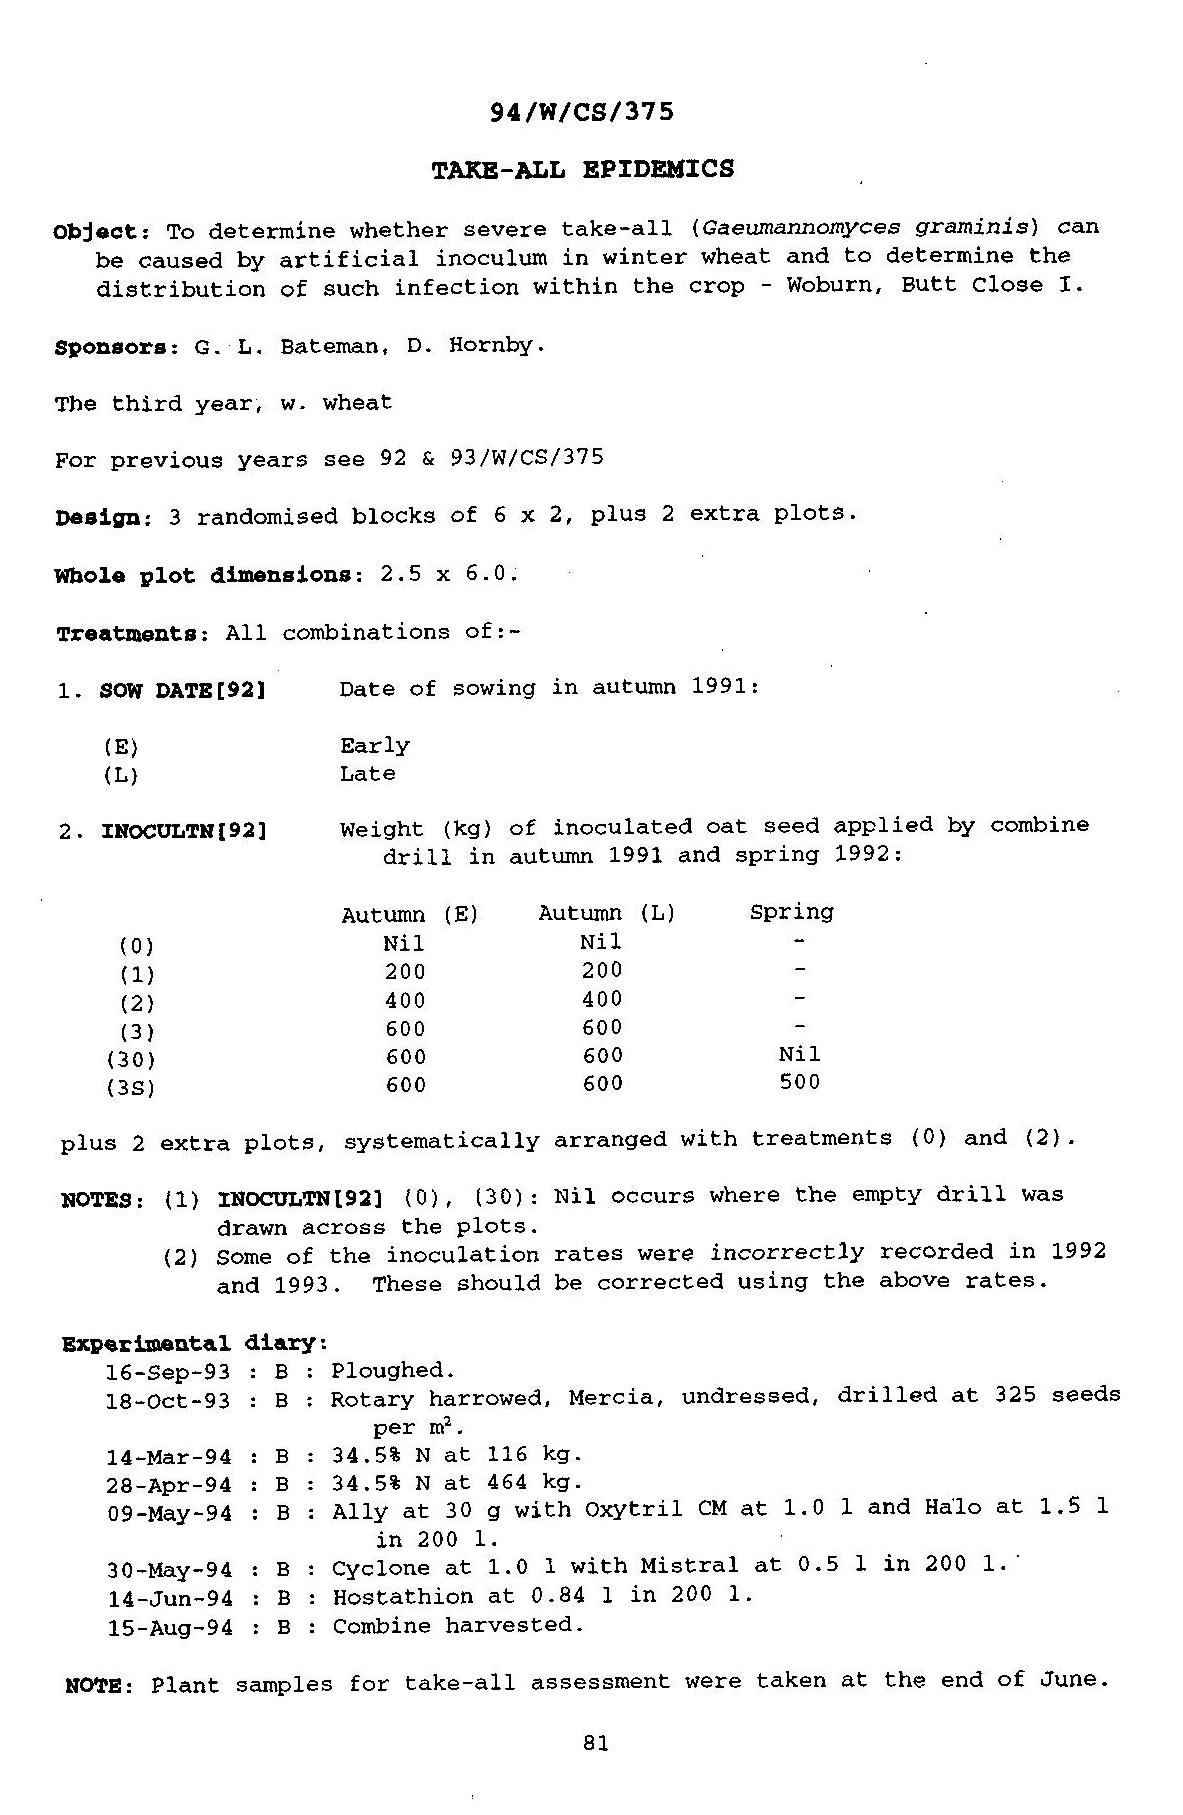 94/W/CS/375
TAKE-ALL EPIDEMICS
Object: To determine whether severe take-all (Gaeumannomyces graminis) can
be caused by artificial inoculum in winter wheat and to determine the
distribution of such infection within the crop - Woburn, Butt Close I.
Sponsors: G. L. Bateman, D. Hornby.
The third year, w. wheat
For previous years see 92 & 93/W/CS/375
Design: 3 randomised blocks of 6 x 2, plus 2 extra plots.
Whole plot dimensions: 2.5 x 6.0.
Treatments: All combinations of:-
1. SOW DATE[92] Date of sowing in autumn 1991:
(E) Early
(L) Late
2. INOCULTN[92] Weight (kg) of inoculated oat seed applied by combine
drill in autumn 1991 and spring 1992:
Autumn (E) Autumn (L) Spring
(0) Nil Nil -
(1) 200 200 -
(2) 400 400 -
(3) 600 600 -
(30) 600 600 Nil
(3S) 600 600 500
plus 2 extra plots, systematically arranged with treatments (0) and (2).
NOTES: (1) INOCULTN[92] (0), (30): Nil occurs where the empty drill was
drawn across the plots.
(2) Some of the inoculation rates were incorrectly recorded in 1992
and 1993. These should be corrected using the above rates.
Experimental diary:
16-Sep-93 : B : Ploughed.
18-Oct-93 : B : Rotary harrowed, Mercia, undressed, drilled at 325 seeds
per m².
14-Mar-94 : B : 34.5% N at 116 kg.
28-Apr-94 : B : 34.5% N at 464 kg.
09-May-94 : B : Ally at 30 g with Oxytril CM at 1.0 l and Halo at 1.5 l
in 200 l.
30-May-94 : B : Cyclone at 1.0 l with Mistral at 0.5 l in 200 l.
14-Jun-94 : B : Hostathion at 0.84 l in 200 l.
15-Aug-94 : B : Combine harvested.
NOTE: Plant samples for take-all assessment were taken at the end of June.
81